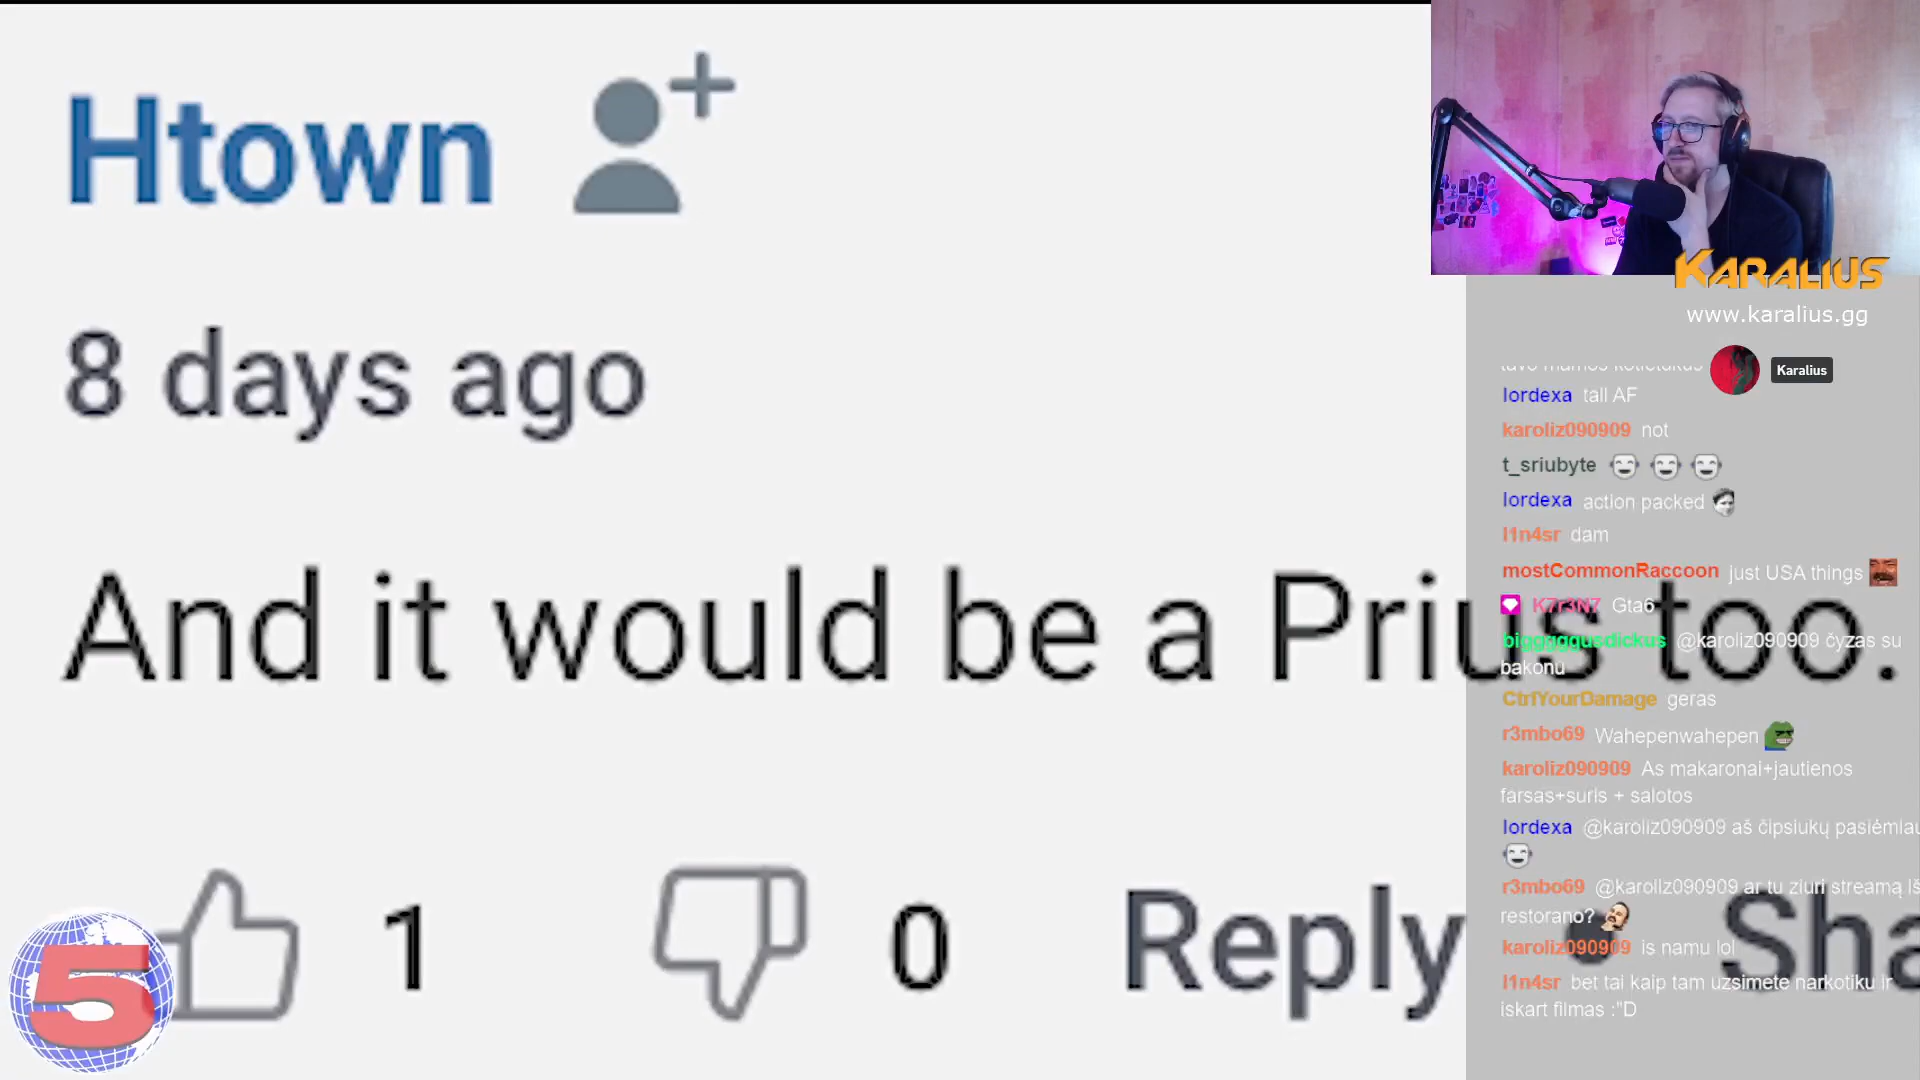 Htown
8 days ago
And it would be a Prius too.
1 0 Reply
5
KARALIUS
www.karalius.gg
Karalius
lordexa tall AF
karoliz090909 not
t_sriubyte
lordexa action packed
l1n4sr dam
mostCommonRaccoon just USA things
K7r3N7 Gta6
bigggggusdickus @karoliz090909 čyzas su
bakonu
CtrlYourDamage geras
r3mbo69 Wahepenwahepen
karoliz090909 As makaronai+jautienos
farsas+suris + salotos
lordexa @karoliz090909 aš čipsiukų pasiėmiau
r3mbo69 @karoliz090909 ar tu ziuri streamą iš
restorano?
karoliz090909 is namu lol
l1n4sr bet tai kaip tam uzsimete narkotiku ir
iskart filmas :"D